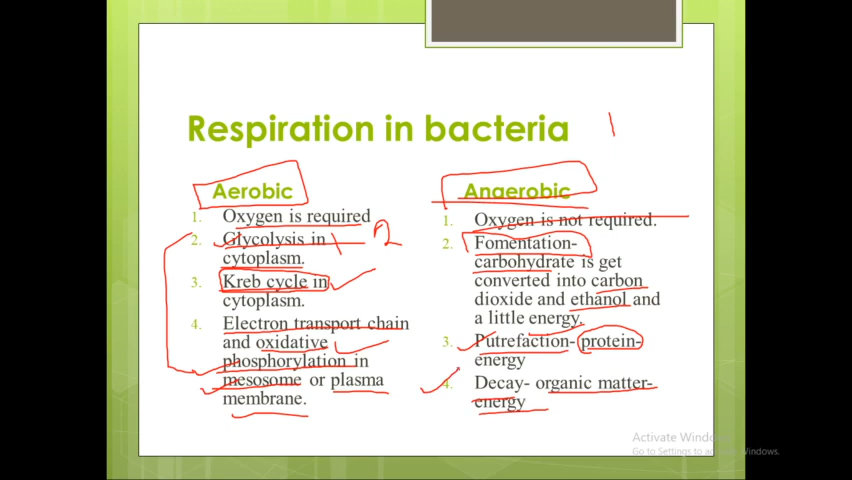 Respiration in bacteria
Aerobic
1. Oxygen is required
2. Glycolysis in
cytoplasm.
3. Kreb cycle in
cytoplasm.
4. Electron transport chain
and oxidative
phosphorylation in
mesosome or plasma
membrane.
2
Anaerobic
1. Oxygen is not required.
2. Fomentation-
carbohydrate is get
converted into carbon
dioxide and ethanol and
a little energy.
3. Putrefaction- protein-
energy
4. Decay- organic matter-
energy
Activate Windows
Go to Settings to activate Windows.